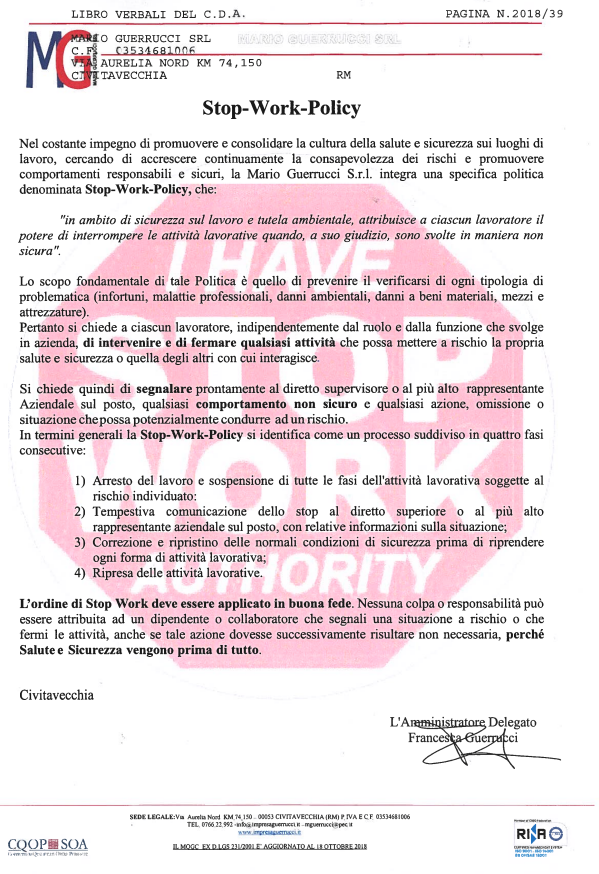 LIBRO VERBALI DEL C.D.A. PAGINA N.2018/39
MARIO GUERRUCCI SRL MARIO GUERRUCCI SRL
C.F. 03534681006
VIA AURELIA NORD KM 74,150
CIVITAVECCHIA RM
MG
Stop-Work-Policy
Nel costante impegno di promuovere e consolidare la cultura della salute e sicurezza sui luoghi di
lavoro, cercando di accrescere continuamente la consapevolezza dei rischi e promuovere
comportamenti responsabili e sicuri, la Mario Guerrucci S.r.l. integra una specifica politica
denominata Stop-Work-Policy, che:
"in ambito di sicurezza sul lavoro e tutela ambientale, attribuisce a ciascun lavoratore il
potere di interrompere le attività lavorative quando, a suo giudizio, sono svolte in maniera non
sicura".
Lo scopo fondamentale di tale Politica è quello di prevenire il verificarsi di ogni tipologia di
problematica (infortuni, malattie professionali, danni ambientali, danni a beni materiali, mezzi e
attrezzature).
Pertanto si chiede a ciascun lavoratore, indipendentemente dal ruolo e dalla funzione che svolge
in azienda, di intervenire e di fermare qualsiasi attività che possa mettere a rischio la propria
salute e sicurezza o quella degli altri con cui interagisce.
Si chiede quindi di segnalare prontamente al diretto supervisore o al più alto rappresentante
Aziendale sul posto, qualsiasi comportamento non sicuro e qualsiasi azione, omissione o
situazione che possa potenzialmente condurre ad un rischio.
In termini generali la Stop-Work-Policy si identifica come un processo suddiviso in quattro fasi
consecutive:
1) Arresto del lavoro e sospensione di tutte le fasi dell'attività lavorativa soggette al
rischio individuato:
2) Tempestiva comunicazione dello stop al diretto superiore o al più alto
rappresentante aziendale sul posto, con relative informazioni sulla situazione;
3) Correzione e ripristino delle normali condizioni di sicurezza prima di riprendere
ogni forma di attività lavorativa;
4) Ripresa delle attività lavorative.
L'ordine di Stop Work deve essere applicato in buona fede. Nessuna colpa o responsabilità può
essere attribuita ad un dipendente o collaboratore che segnali una situazione a rischio o che
fermi le attività, anche se tale azione dovesse successivamente risultare non necessaria, perché
Salute e Sicurezza vengono prima di tutto.
I HAVE
STOP
WORK
AUTHORITY
Civitavecchia
L'Amministratore Delegato
Francesca Guerrucci
SEDE LEGALE: Via Aurelia Nord KM 74,150 - 00053 CIVITAVECCHIA (RM) P.IVA E C.F. 03534681006
TEL. 0766.22.992 -info@impresaguerrucci.it - mguerrucci@pec.it
www.impresaguerrucci.it
IL MOGC EX D.LGS 231/2001 E' AGGIORNATO AL 18 OTTOBRE 2018
CQOP SOA
RINA